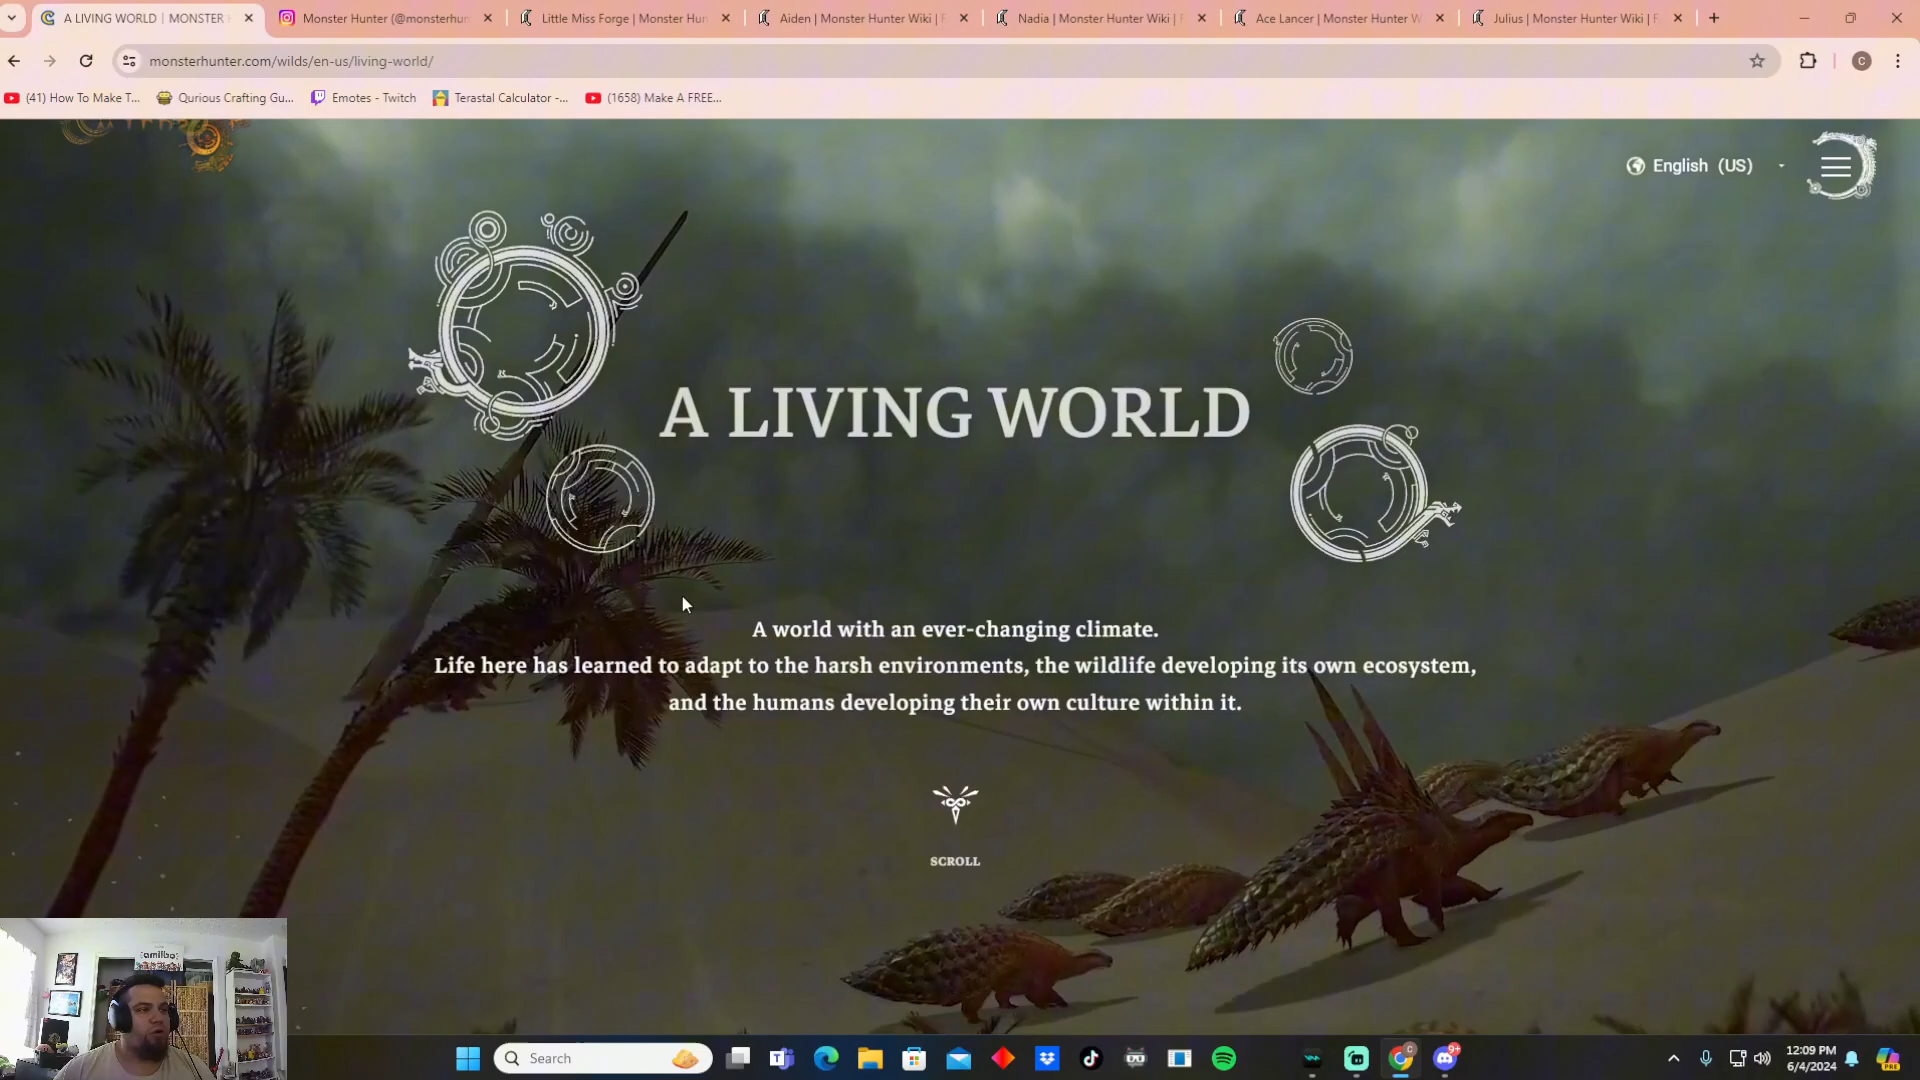 A LIVING WORLD | MONSTER H
Monster Hunter (@monsterhun
Little Miss Forge | Monster Hun
Aiden | Monster Hunter Wiki | F
Nadia | Monster Hunter Wiki | F
Ace Lancer | Monster Hunter W
Julius | Monster Hunter Wiki | F
monsterhunter.com/wilds/en-us/living-world/
C
(41) How To Make T...
Qurious Crafting Gu...
Emotes - Twitch
Terastal Calculator -...
(1658) Make A FREE...
English (US)
A LIVING WORLD
A world with an ever-changing climate.
Life here has learned to adapt to the harsh environments, the wildlife developing its own ecosystem,
and the humans developing their own culture within it.
SCROLL
Search
C
9+
12:09 PM
6/4/2024
PRE